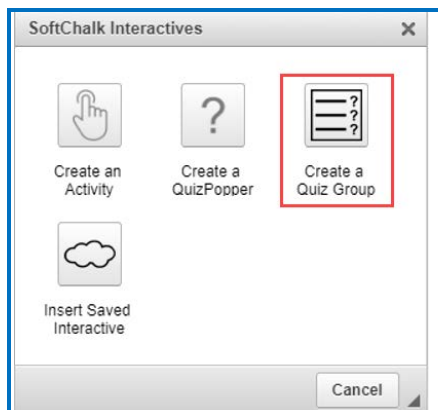 SoftChalk Interactives
Create an
Activity
?
Create a
QuizPopper
?
?
?
Create a
Quiz Group
Insert Saved
Interactive
Cancel